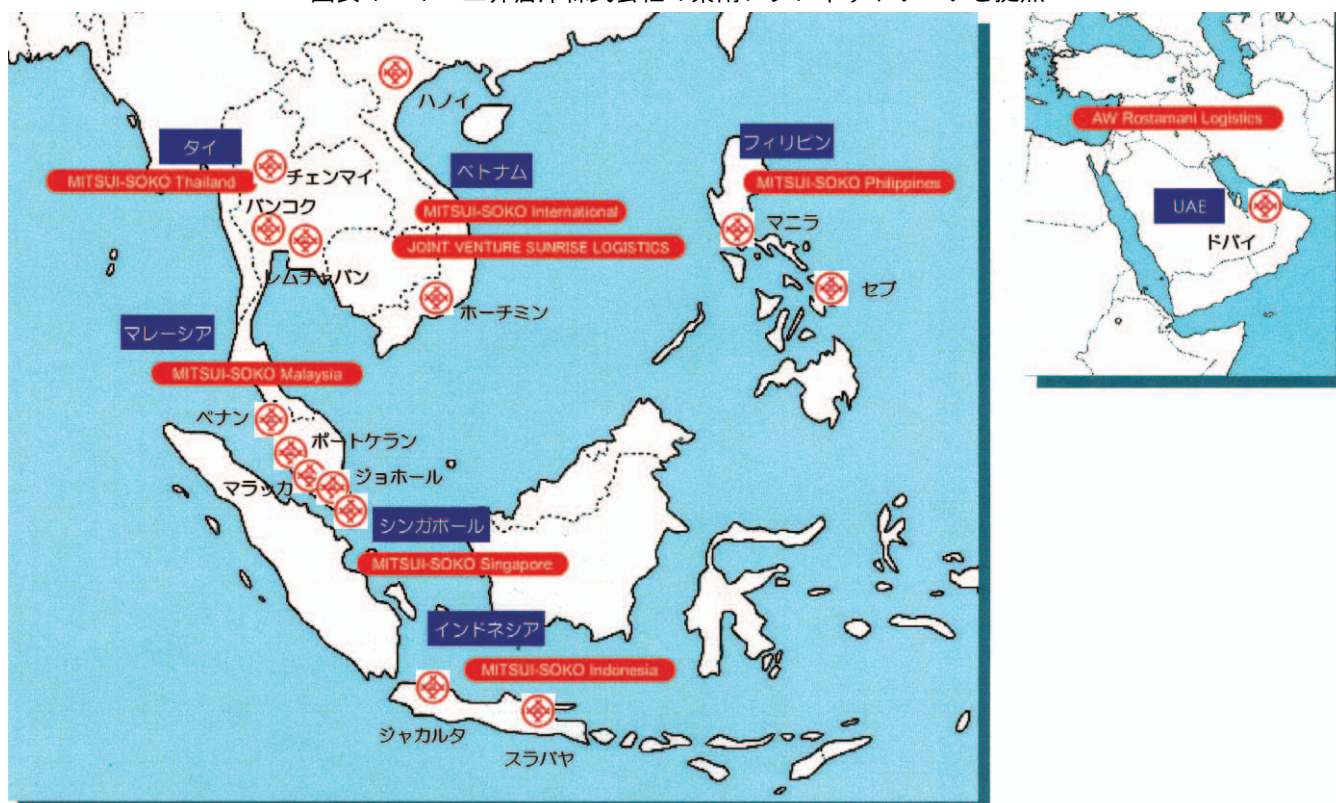 ハノイ
タイ
MITSUI-SOKO Thailand
チェンマイ
バンコク
レムチャバン
ベトナム
MITSUI-SOKO International
JOINT VENTURE SUNRISE LOGISTICS
ホーチミン
フィリピン
MITSUI-SOKO Philippines
マニラ
セブ
マレーシア
MITSUI-SOKO Malaysia
ペナン
ポートケラン
マラッカ
ジョホール
シンガポール
MITSUI-SOKO Singapore
インドネシア
MITSUI-SOKO Indonesia
ジャカルタ
スラバヤ
AW Rostamani Logistics
UAE
ドバイ